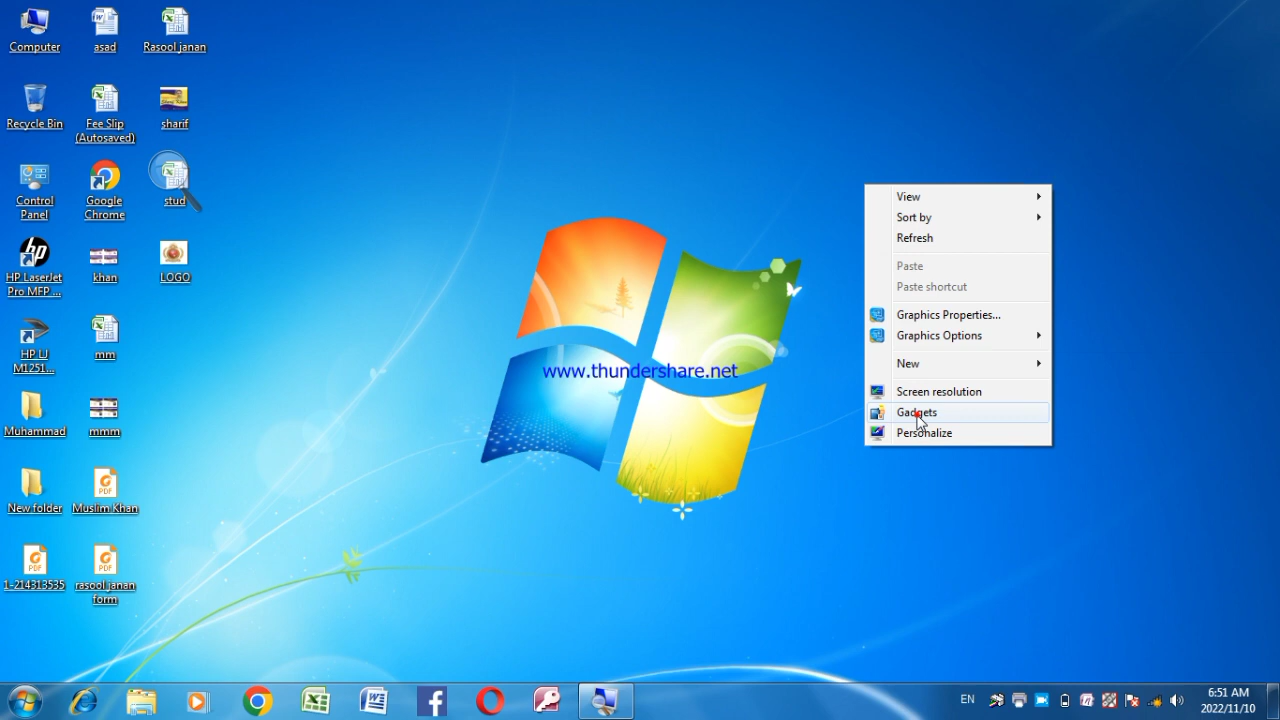 Computer
asad
Rasool janan
Recycle Bin
Fee Slip
(Autosaved)
sharif
Control
Panel
Google
Chrome
stud
HP LaserJet
Pro MFP ...
khan
LOGO
HP LJ
M1251...
mm
Muhammad
mmm
New folder
Muslim Khan
1-214313535
rasool janan
form
www.thundershare.net
View
Sort by
Refresh
Paste
Paste shortcut
Graphics Properties...
Graphics Options
New
Screen resolution
Gadgets
Personalize
EN
6:51 AM
2022/11/10